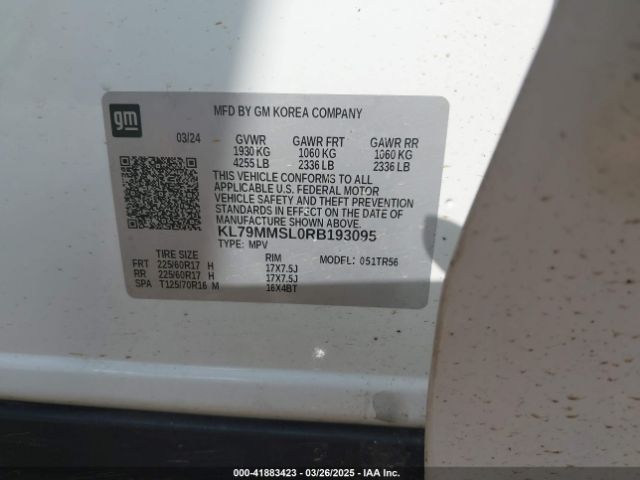 gm
MFD BY GM KOREA COMPANY
03/24 GVWR GAWR FRT GAWR RR
1930 KG 1060 KG 1060 KG
4255 LB 2336 LB 2336 LB
THIS VEHICLE CONFORMS TO ALL
APPLICABLE U.S. FEDERAL MOTOR
VEHICLE SAFETY AND THEFT PREVENTION
STANDARDS IN EFFECT ON THE DATE OF
MANUFACTURE SHOWN ABOVE.
KL79MMSL0RB193095
TYPE: MPV
TIRE SIZE RIM MODEL: 051TR56
FRT 225/60R17 H 17X7.5J
RR 225/60R17 H 17X7.5J
SPA T125/70R16 M 16X4BT
000-41883423 - 03/26/2025 - IAA Inc.